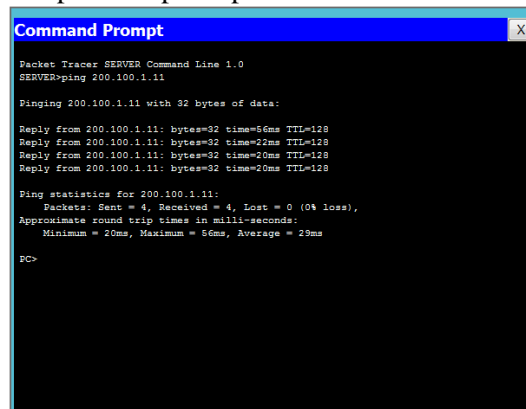 Command Prompt
X
Packet Tracer SERVER Command Line 1.0
SERVER>ping 200.100.1.11
Pinging 200.100.1.11 with 32 bytes of data:
Reply from 200.100.1.11: bytes=32 time=56ms TTL=128
Reply from 200.100.1.11: bytes=32 time=22ms TTL=128
Reply from 200.100.1.11: bytes=32 time=20ms TTL=128
Reply from 200.100.1.11: bytes=32 time=20ms TTL=128
Ping statistics for 200.100.1.11:
Packets: Sent = 4, Received = 4, Lost = 0 (0% loss),
Approximate round trip times in milli-seconds:
Minimum = 20ms, Maximum = 56ms, Average = 29ms
PC>